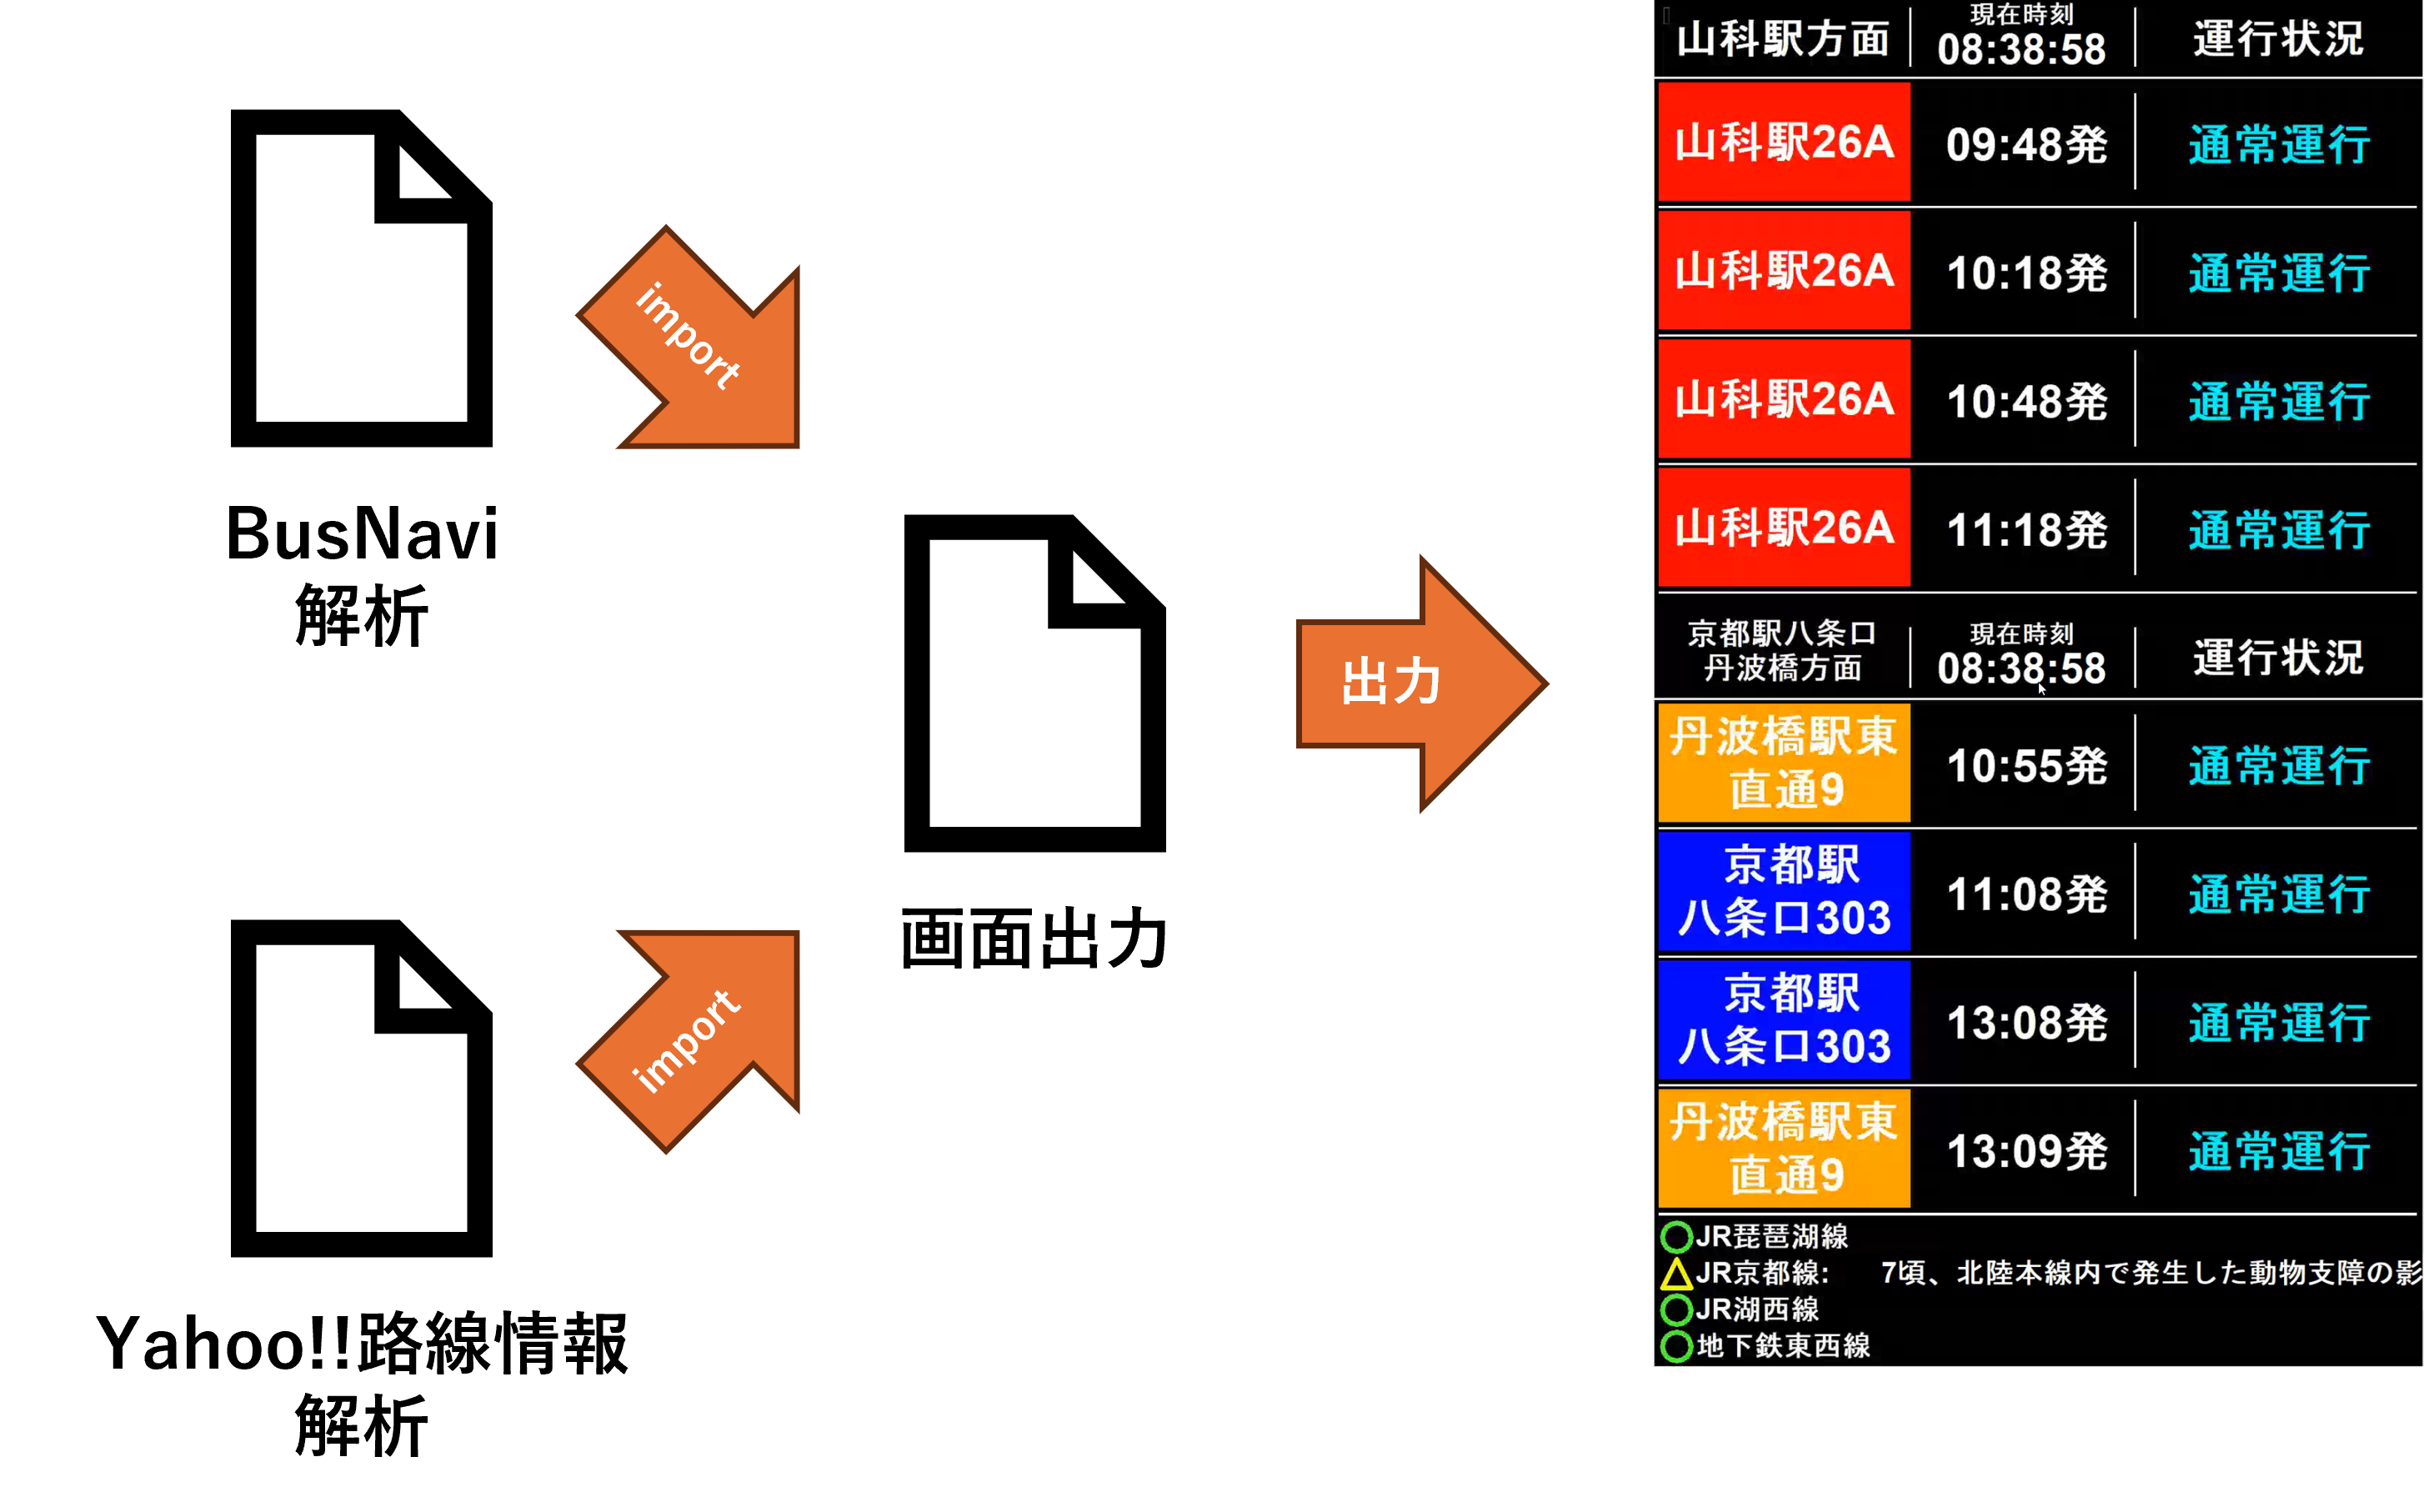 BusNavi
解析
import
Yahoo!!路線情報
解析
import
画面出力
出力
山科駅方面
現在時刻
08:38:58
運行状況
山科駅26A
09:48発
通常運行
山科駅26A
10:18発
通常運行
山科駅26A
10:48発
通常運行
山科駅26A
11:18発
通常運行
京都駅八条口
丹波橋方面
現在時刻
08:38:58
運行状況
丹波橋駅東
直通9
10:55発
通常運行
京都駅
八条口303
11:08発
通常運行
京都駅
八条口303
13:08発
通常運行
丹波橋駅東
直通9
13:09発
通常運行
JR琵琶湖線
JR京都線: 7頃、北陸本線内で発生した動物支障の影
JR湖西線
地下鉄東西線